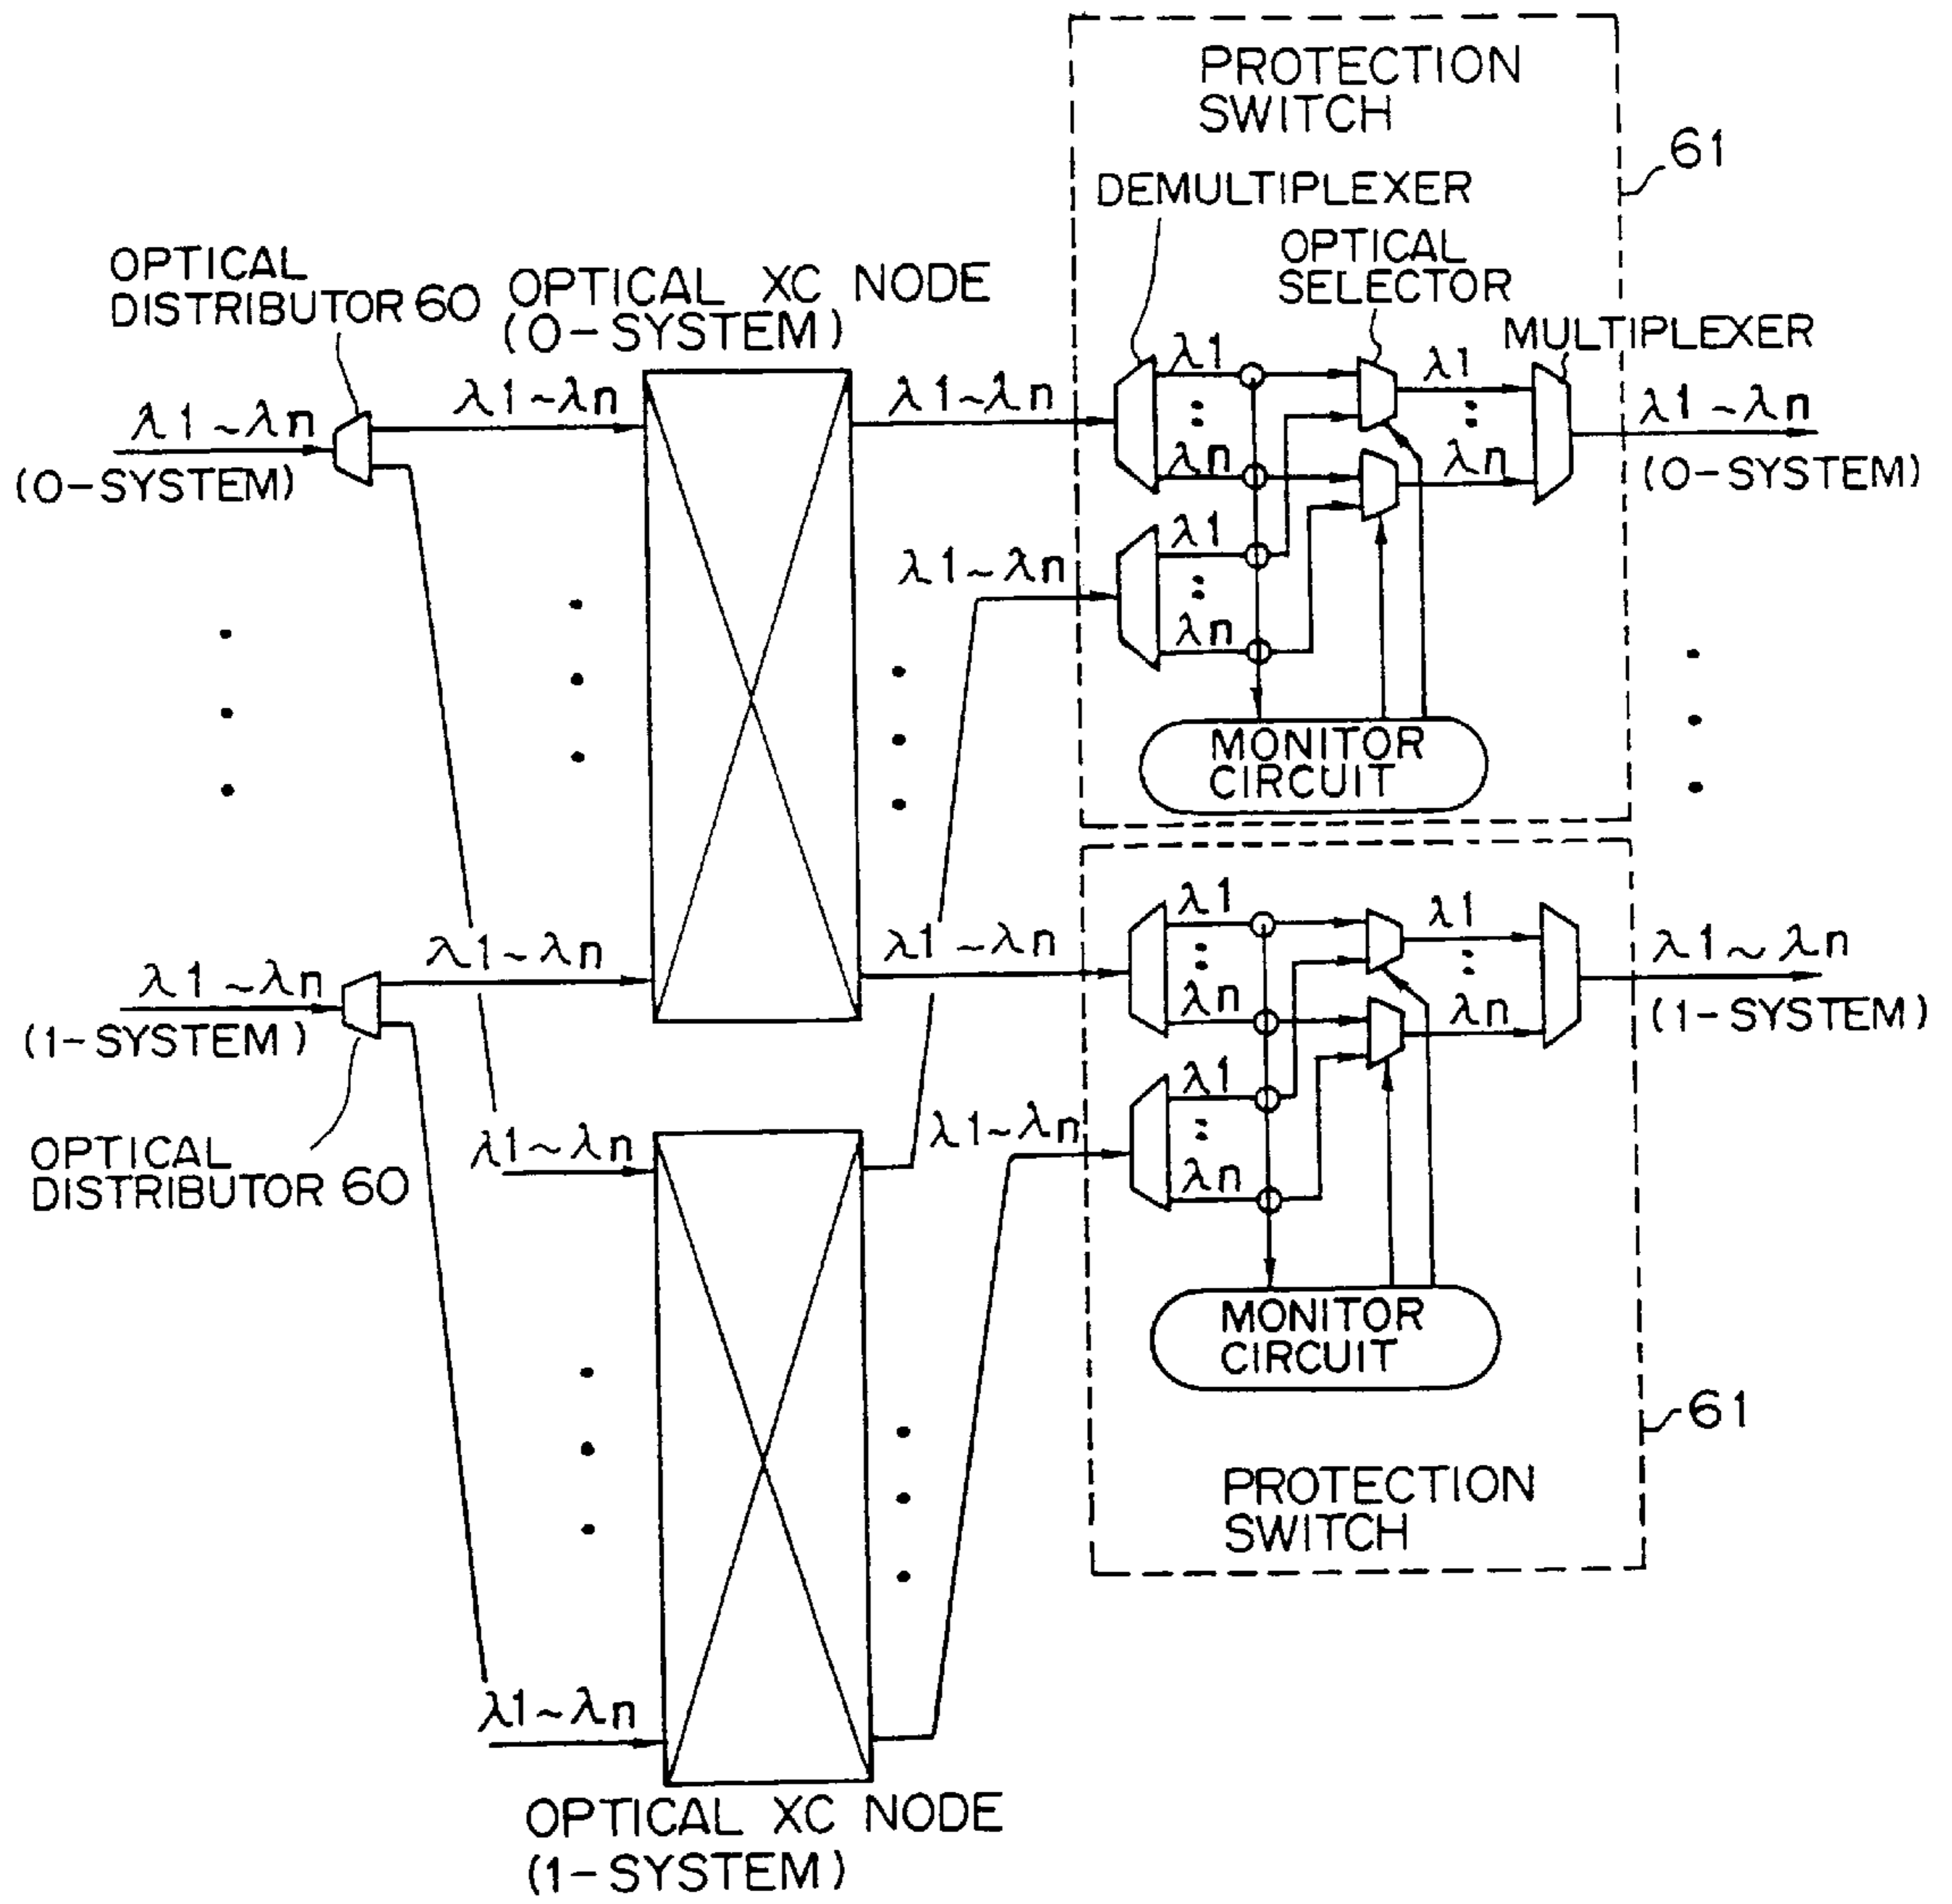 PROTECTION
SWITCH
61
DEMULTIPLEXER
OPTICAL
SELECTOR
MULTIPLEXER
OPTICAL
DISTRIBUTOR 60
OPTICAL XC NODE
(0-SYSTEM)
λ1~λn
(0-SYSTEM)
λ1~λn
λ1~λn
λ1
λn
λ1
λn
λ1~λn
(0-SYSTEM)
λ1~λn
λ1
λn
MONITOR
CIRCUIT
λ1~λn
(1-SYSTEM)
λ1~λn
λ1~λn
λ1
λn
λ1
λn
λ1~λn
(1-SYSTEM)
OPTICAL
DISTRIBUTOR 60
λ1~λn
λ1~λn
λ1
λn
MONITOR
CIRCUIT
61
PROTECTION
SWITCH
λ1~λn
OPTICAL XC NODE
(1-SYSTEM)